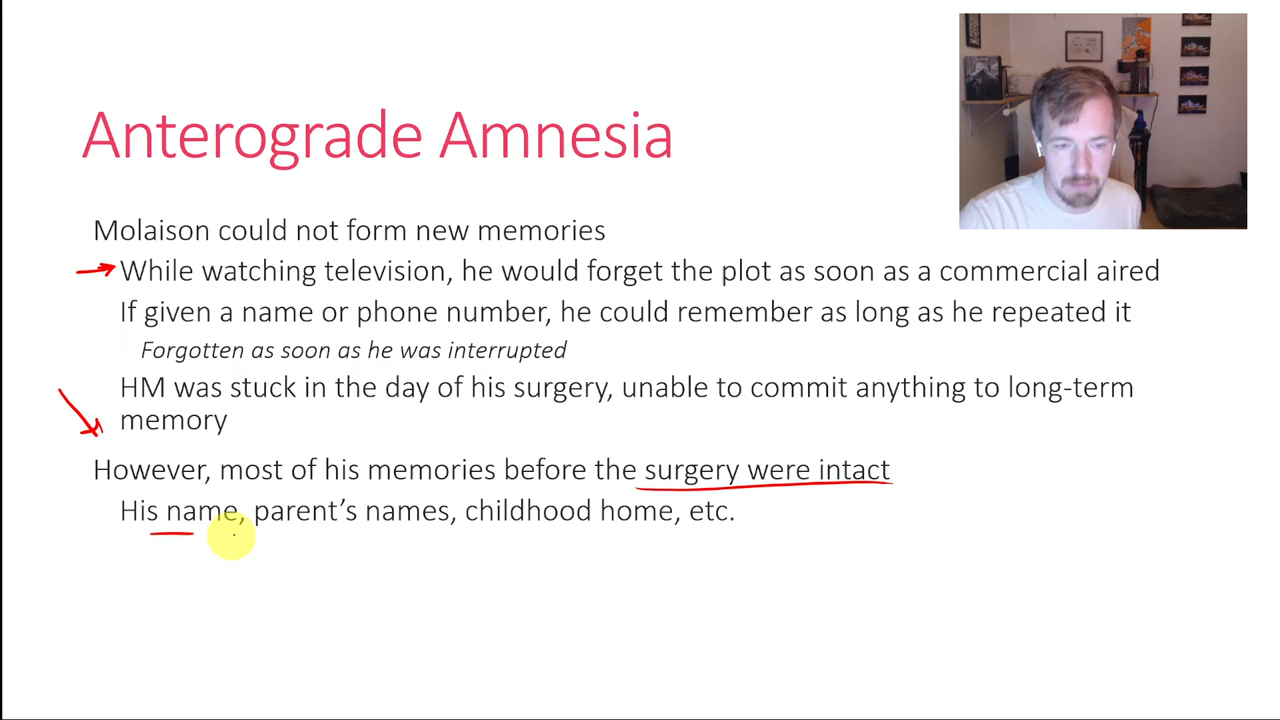 Anterograde Amnesia
Molaison could not form new memories
While watching television, he would forget the plot as soon as a commercial aired
If given a name or phone number, he could remember as long as he repeated it
Forgotten as soon as he was interrupted
HM was stuck in the day of his surgery, unable to commit anything to long-term
memory
However, most of his memories before the surgery were intact
His name, parent’s names, childhood home, etc.